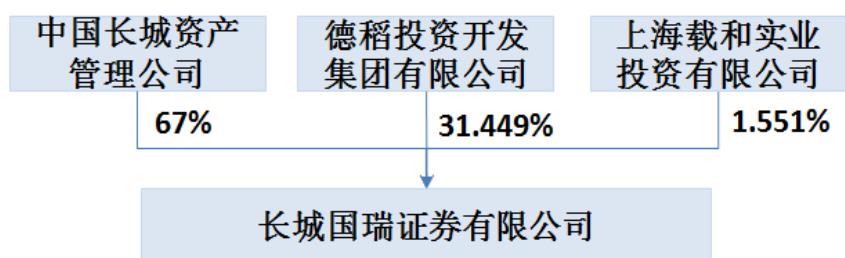 中国长城资产
管理公司
德稻投资开发
集团有限公司
上海载和实业
投资有限公司
67%
31.449%
1.551%
长城国瑞证券有限公司